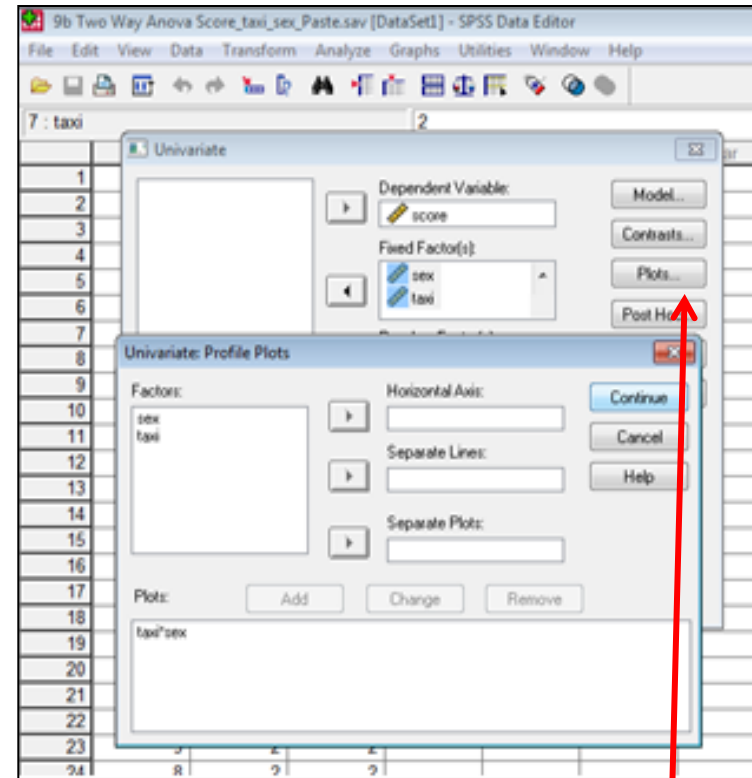 9b Two Way Anova Score_taxi_sex_Paste.sav [DataSet1] - SPSS Data Editor
File Edit View Data Transform Analyze Graphs Utilities Window Help
7 : taxi 2
Univariate
1
2
3
4
5
6
7
8
9
10
11
12
13
14
15
16
17
18
19
20
21
22
23
24 8 2 2
Dependent Variable:
score
Model...
Contrasts...
Fixed Factor(s):
sex
taxi
Plots...
Post Ho
Univariate: Profile Plots
Factors:
sex
taxi
Horizontal Axis:
Separate Lines:
Separate Plots:
Continue
Cancel
Help
Plots:
Add Change Remove
taxi*sex